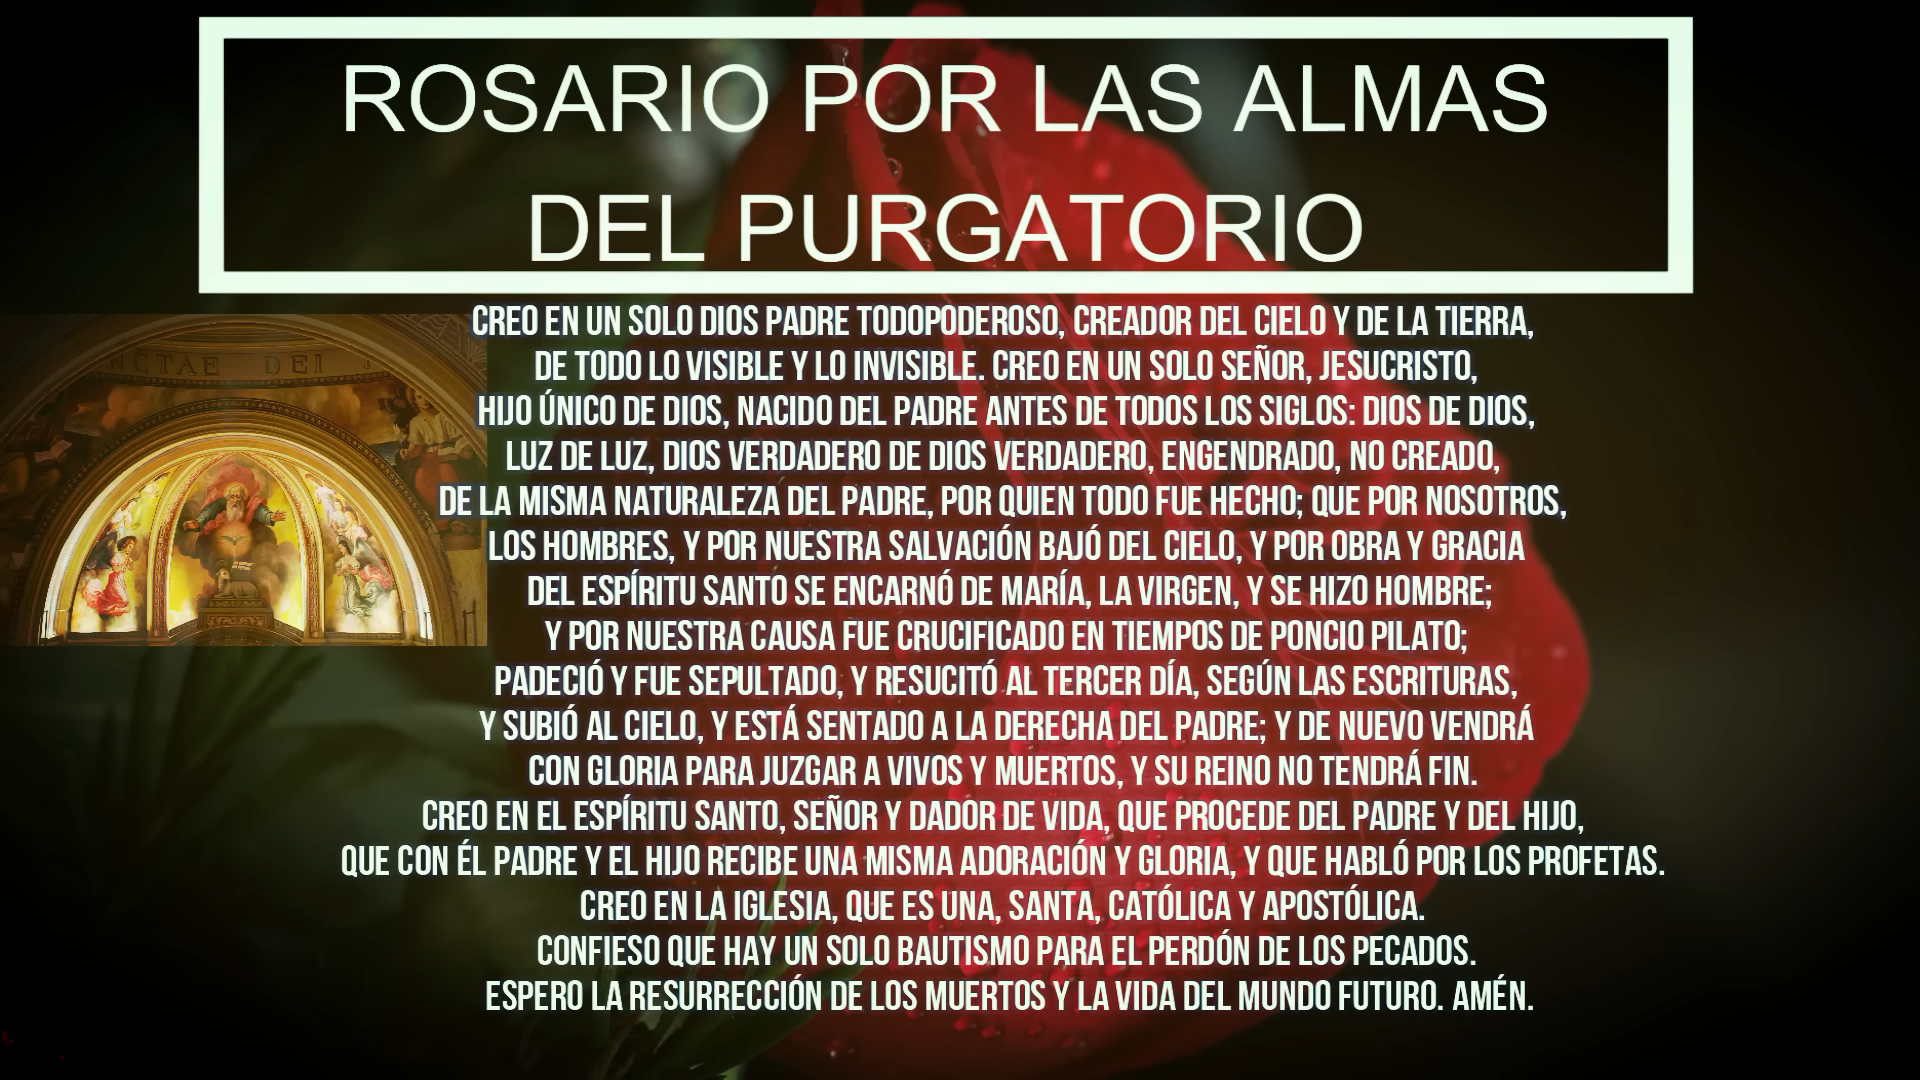 ROSARIO POR LAS ALMAS
DEL PURGATORIO
CREO EN UN SOLO DIOS PADRE TODOPODEROSO, CREADOR DEL CIELO Y DE LA TIERRA,
DE TODO LO VISIBLE Y LO INVISIBLE. CREO EN UN SOLO SEÑOR, JESUCRISTO,
HIJO ÚNICO DE DIOS, NACIDO DEL PADRE ANTES DE TODOS LOS SIGLOS: DIOS DE DIOS,
LUZ DE LUZ, DIOS VERDADERO DE DIOS VERDADERO, ENGENDRADO, NO CREADO,
DE LA MISMA NATURALEZA DEL PADRE, POR QUIEN TODO FUE HECHO; QUE POR NOSOTROS,
LOS HOMBRES, Y POR NUESTRA SALVACIÓN BAJÓ DEL CIELO, Y POR OBRA Y GRACIA
DEL ESPÍRITU SANTO SE ENCARNÓ DE MARÍA, LA VIRGEN, Y SE HIZO HOMBRE;
Y POR NUESTRA CAUSA FUE CRUCIFICADO EN TIEMPOS DE PONCIO PILATO;
PADECIÓ Y FUE SEPULTADO, Y RESUCITÓ AL TERCER DÍA, SEGÚN LAS ESCRITURAS,
Y SUBIÓ AL CIELO, Y ESTÁ SENTADO A LA DERECHA DEL PADRE; Y DE NUEVO VENDRÁ
CON GLORIA PARA JUZGAR A VIVOS Y MUERTOS, Y SU REINO NO TENDRÁ FIN.
CREO EN EL ESPÍRITU SANTO, SEÑOR Y DADOR DE VIDA, QUE PROCEDE DEL PADRE Y DEL HIJO,
QUE CON ÉL PADRE Y EL HIJO RECIBE UNA MISMA ADORACIÓN Y GLORIA, Y QUE HABLÓ POR LOS PROFETAS.
CREO EN LA IGLESIA, QUE ES UNA, SANTA, CATÓLICA Y APOSTÓLICA.
CONFIESO QUE HAY UN SOLO BAUTISMO PARA EL PERDÓN DE LOS PECADOS.
ESPERO LA RESURRECCIÓN DE LOS MUERTOS Y LA VIDA DEL MUNDO FUTURO. AMÉN.
DEI